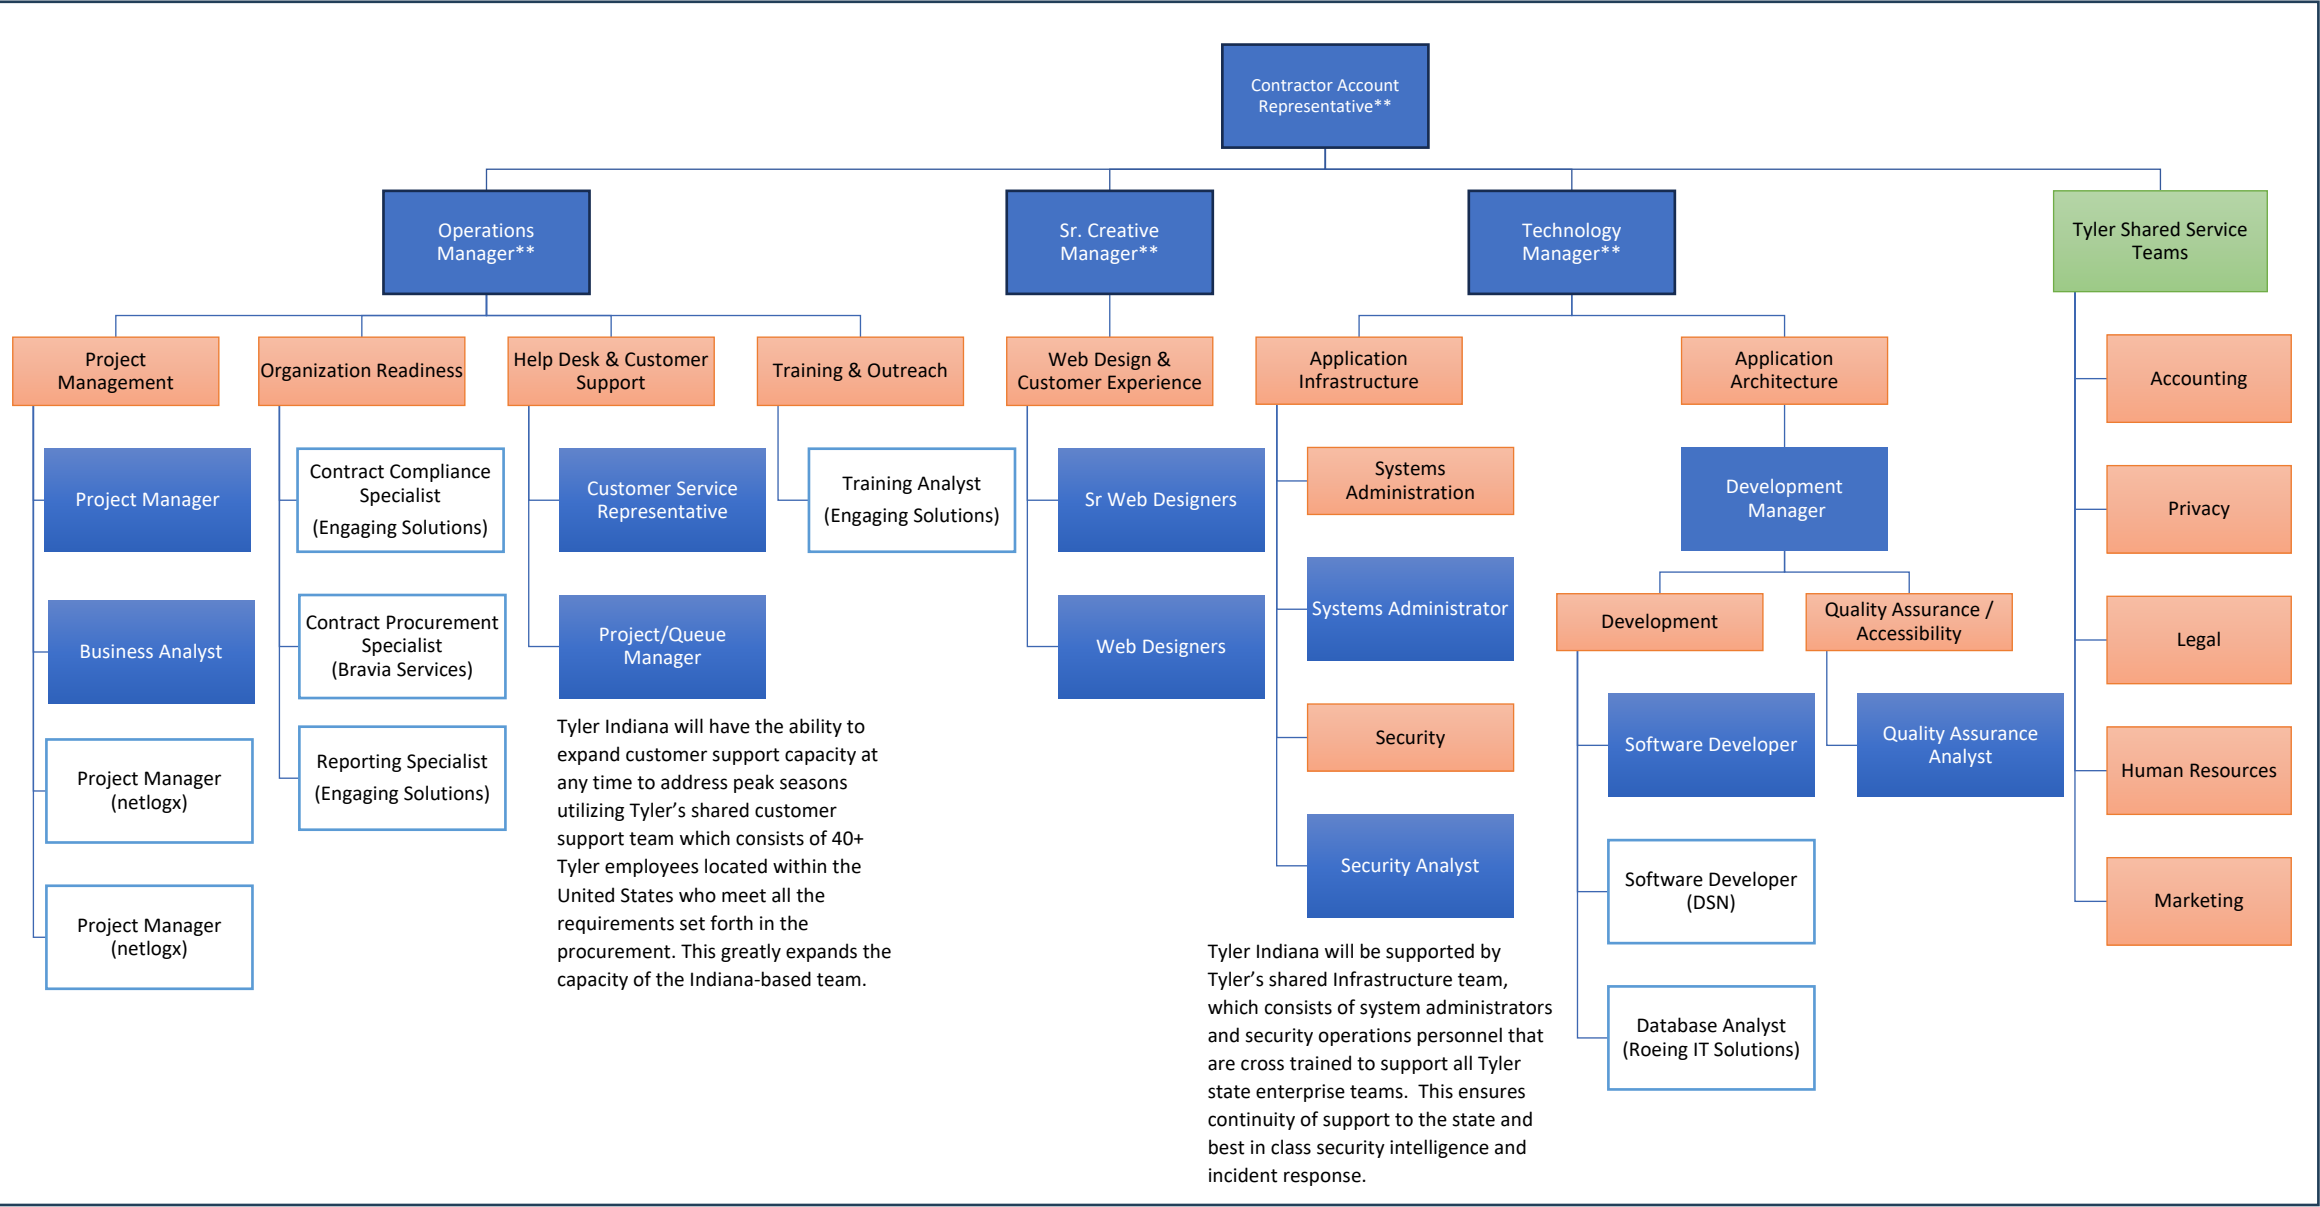 Contractor Account
Representative**
Operations
Manager**
Sr. Creative
Manager**
Technology
Manager**
Tyler Shared Service
Teams
Project
Management
Organization Readiness
Help Desk & Customer
Support
Training & Outreach
Web Design &
Customer Experience
Application
Infrastructure
Application
Architecture
Accounting
Privacy
Legal
Human Resources
Marketing
Project Manager
Business Analyst
Project Manager
(netlogx)
Project Manager
(netlogx)
Contract Compliance
Specialist
(Engaging Solutions)
Contract Procurement
Specialist
(Bravia Services)
Reporting Specialist
(Engaging Solutions)
Customer Service
Representative
Project/Queue
Manager
Tyler Indiana will have the ability to
expand customer support capacity at
any time to address peak seasons
utilizing Tyler’s shared customer
support team which consists of 40+
Tyler employees located within the
United States who meet all the
requirements set forth in the
procurement. This greatly expands the
capacity of the Indiana-based team.
Training Analyst
(Engaging Solutions)
Sr Web Designers
Web Designers
Systems
Administration
Systems Administrator
Security
Security Analyst
Tyler Indiana will be supported by
Tyler’s shared Infrastructure team,
which consists of system administrators
and security operations personnel that
are cross trained to support all Tyler
state enterprise teams.  This ensures
continuity of support to the state and
best in class security intelligence and
incident response.
Development
Manager
Development
Quality Assurance /
Accessibility
Software Developer
Software Developer
(DSN)
Database Analyst
(Roeing IT Solutions)
Quality Assurance
Analyst